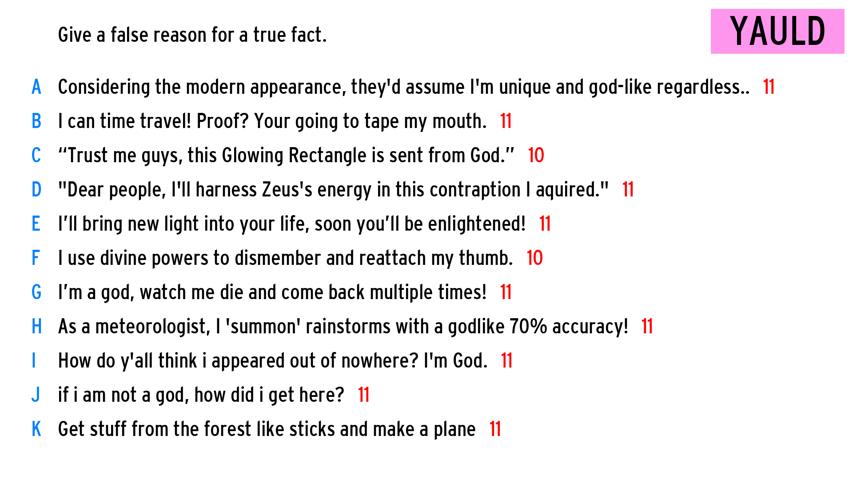 Give a false reason for a true fact.
YAULD
A Considering the modern appearance, they'd assume I'm unique and god-like regardless.. 11
B I can time travel! Proof? Your going to tape my mouth. 11
C “Trust me guys, this Glowing Rectangle is sent from God.” 10
D "Dear people, I'll harness Zeus's energy in this contraption I aquired." 11
E I’ll bring new light into your life, soon you’ll be enlightened! 11
F I use divine powers to dismember and reattach my thumb. 10
G I’m a god, watch me die and come back multiple times! 11
H As a meteorologist, I 'summon' rainstorms with a godlike 70% accuracy! 11
I How do y'all think i appeared out of nowhere? I'm God. 11
J if i am not a god, how did i get here? 11
K Get stuff from the forest like sticks and make a plane 11